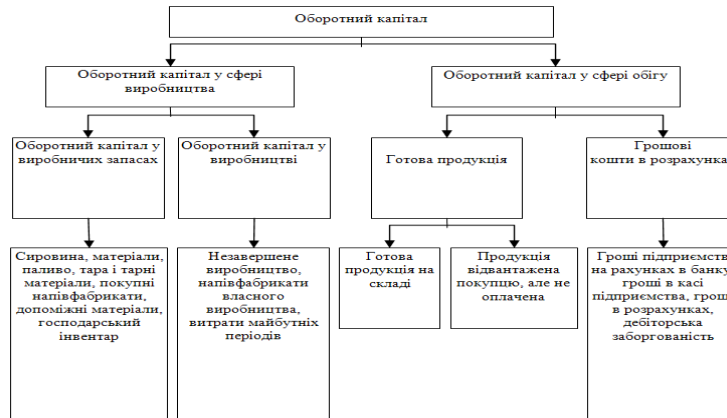 Оборотний капітал
Оборотний капітал у сфері
виробництва
Оборотний капітал у сфері обігу
Оборотний капітал у
виробничих запасах
Оборотний капітал у
виробництві
Готова продукція
Грошові
кошти в розрахунка
Сировина, матеріали,
паливо, тара і тарні
матеріали, покупні
напівфабрикати,
допоміжні матеріали,
господарський
інвентар
Незавершене
виробництво,
напівфабрикати
власного
виробництва,
витрати майбутніх
періодів
Готова
продукція на
складі
Продукція
відвантажена
покупцю, але не
оплачена
Гроші підприємств
на рахунках в банку
гроші в касі
підприємства, грош
в розрахунках,
дебіторська
заборгованість